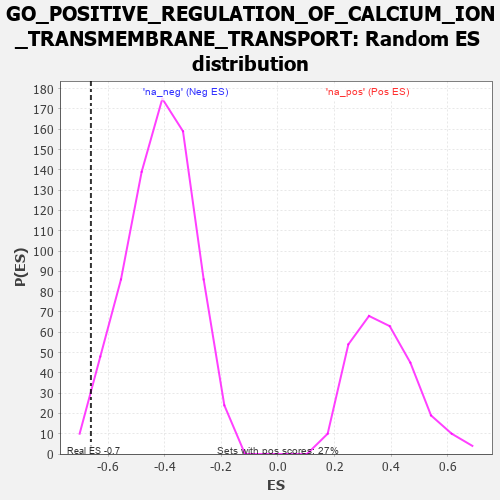 GO_POSITIVE_REGULATION_OF_CALCIUM_ION
_TRANSMEMBRANE_TRANSPORT: Random ES
distribution
'na_neg' (Neg ES)
'na_pos' (Pos ES)
180
170
160
150
140
130
120
110
100
90
80
70
60
50
40
30
20
10
0
P(ES)
Real ES -0.7
Sets with pos scores: 27%
-0.6 -0.4 -0.2 0.0 0.2 0.4 0.6
ES